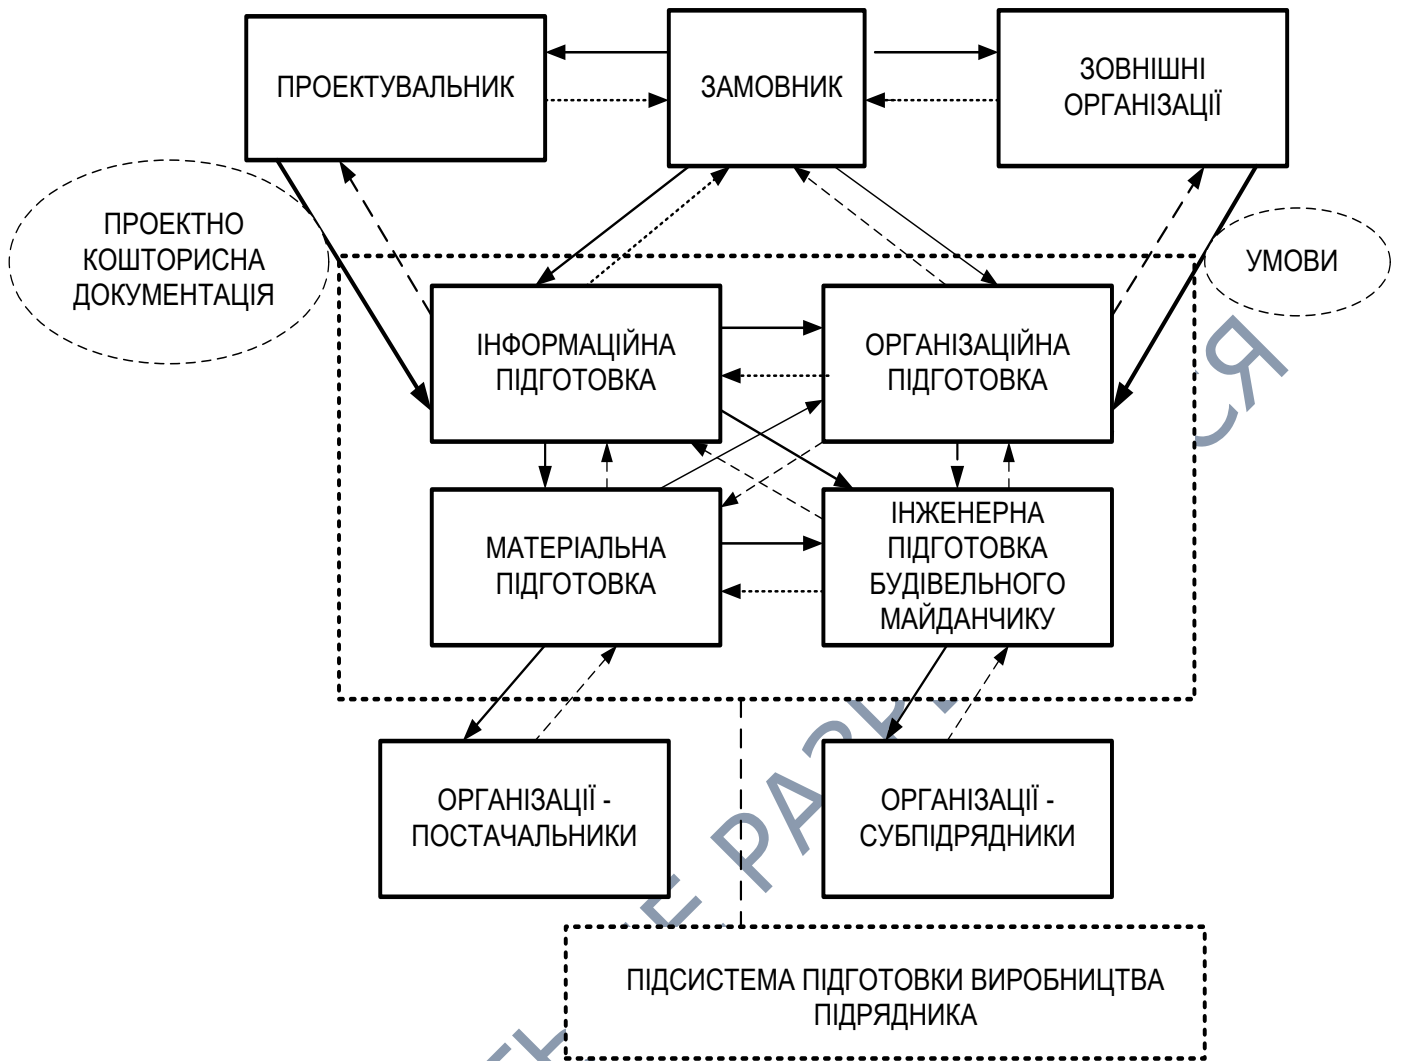 ПРОЕКТУВАЛЬНИК
ЗАМОВНИК
ЗОВНІШНІ
ОРГАНІЗАЦІЇ
ПРОЕКТНО
КОШТОРИСНА
ДОКУМЕНТАЦІЯ
УМОВИ
ІНФОРМАЦІЙНА
ПІДГОТОВКА
ОРГАНІЗАЦІЙНА
ПІДГОТОВКА
МАТЕРІАЛЬНА
ПІДГОТОВКА
ІНЖЕНЕРНА
ПІДГОТОВКА
БУДІВЕЛЬНОГО
МАЙДАНЧИКУ
ОРГАНІЗАЦІЇ -
ПОСТАЧАЛЬНИКИ
ОРГАНІЗАЦІЇ -
СУБПІДРЯДНИКИ
ПІДСИСТЕМА ПІДГОТОВКИ ВИРОБНИЦТВА
ПІДРЯДНИКА